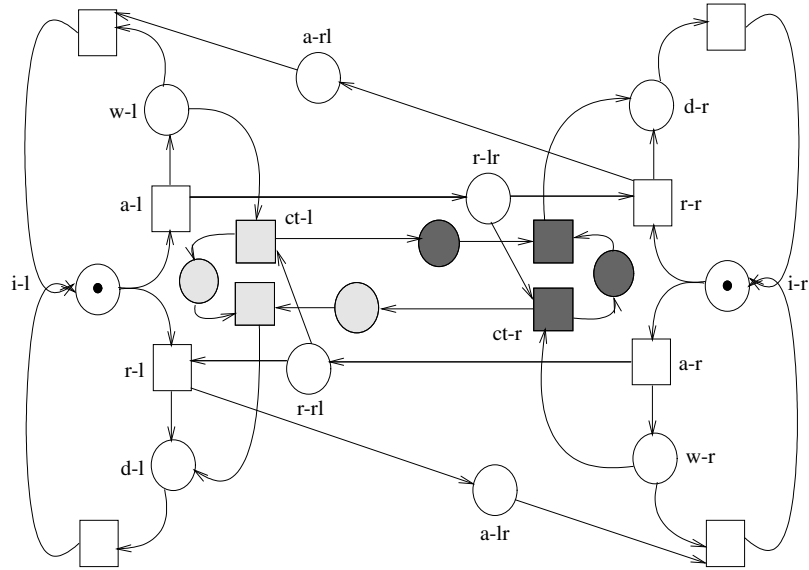 a-rl
w-l
d-r
r-lr
a-l
ct-l
r-r
i-l
i-r
ct-r
r-l
a-r
r-rl
d-l
w-r
a-lr